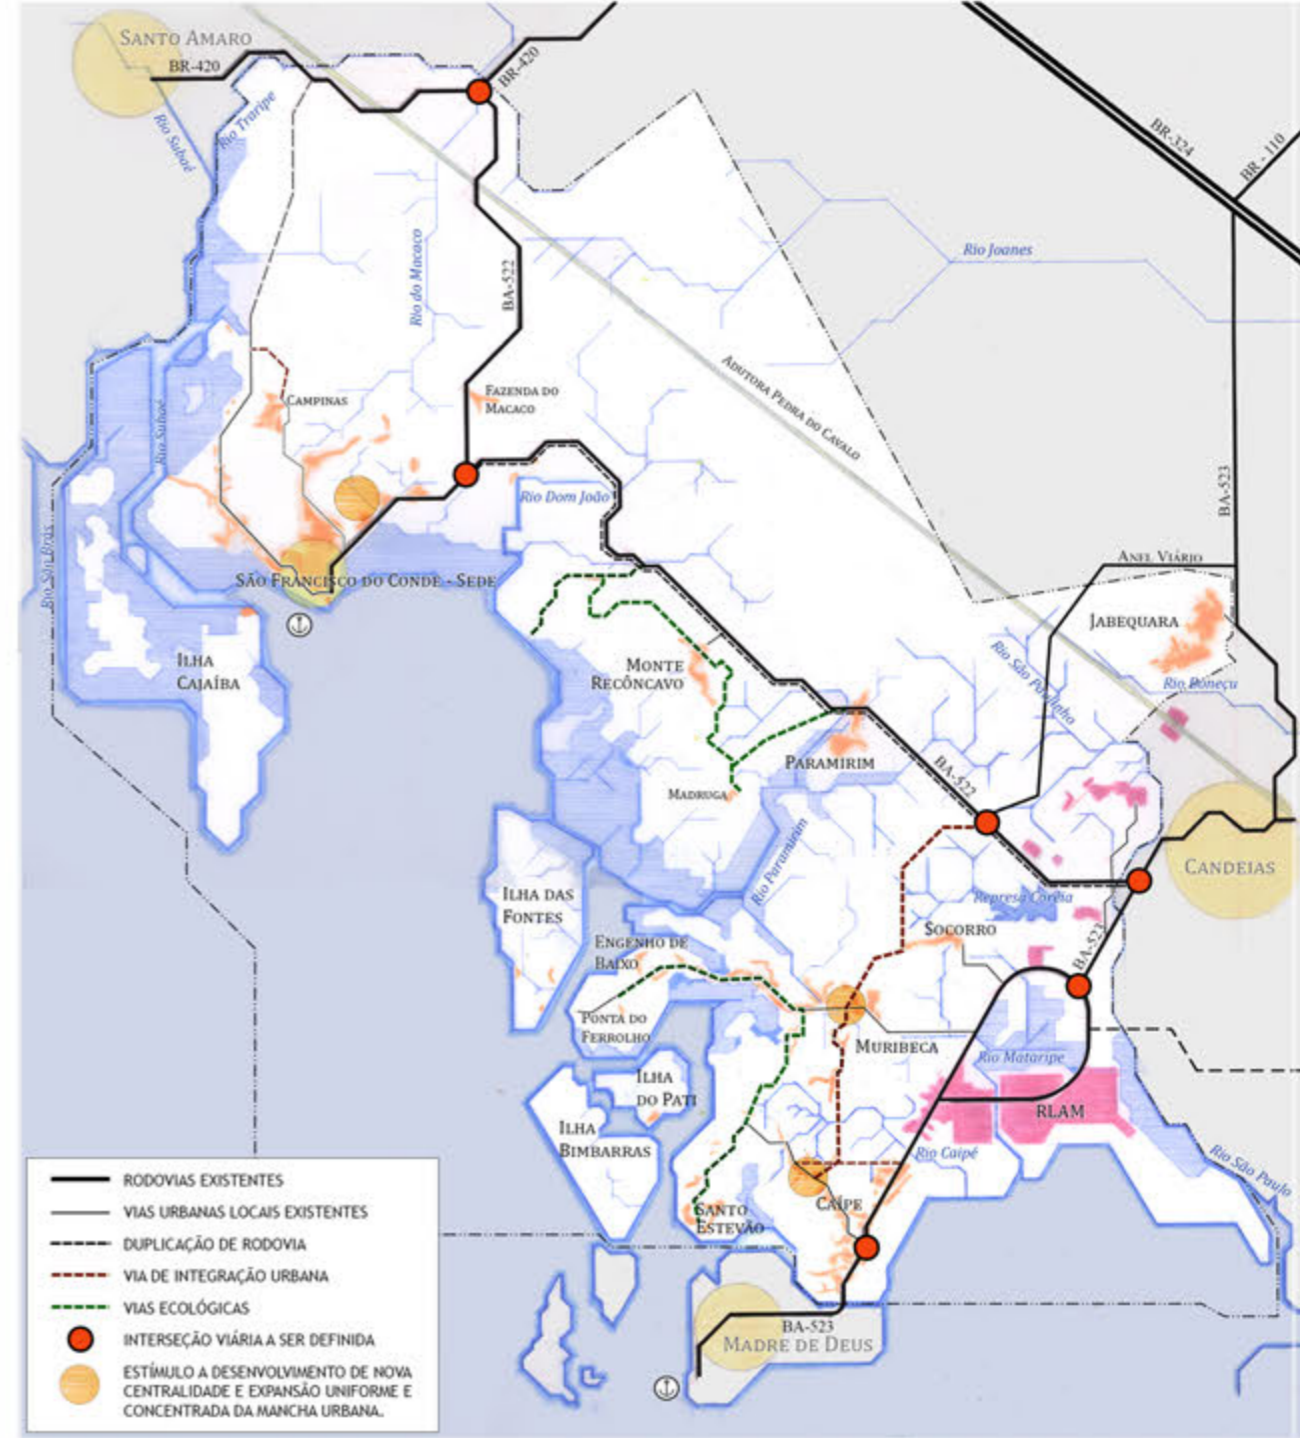 SANTO AMARO
BR-420
BR-420
BR-324
BR - 110
Rio Subaé
Rio Traripe
Rio do Macaco
BA-522
Rio Joanes
ADUTORA PEDRA DO CAVALO
FAZENDA DO
MACACO
CAMPINAS
Rio Subaé
BA-523
Rio Dom João
Rio São Brás
ANEL VIÁRIO
SÃO FRANCISCO DO CONDE - SEDE
JABEQUARA
ILHA
CAJAÍBA
MONTE
RECÔNCAVO
Rio São Paulinho
Rio Boneçu
PARAMIRIM
BA-522
MADRUGA
Rio Paramirim
CANDEIAS
ILHA DAS
FONTES
Represa Coréia
SOCORRO
BA-523
ENGENHO DE
BAIXO
PONTA DO
FERROLHO
MURIBECA
Rio Mataripe
ILHA
DO PATI
RLAM
ILHA
BIMBARRAS
Rio Caipé
Rio São Paulo
SANTO
ESTEVÃO
CAÍPE
BA-523
MADRE DE DEUS
RODOVIAS EXISTENTES
VIAS URBANAS LOCAIS EXISTENTES
DUPLICAÇÃO DE RODOVIA
VIA DE INTEGRAÇÃO URBANA
VIAS ECOLÓGICAS
INTERSEÇÃO VIÁRIA A SER DEFINIDA
ESTÍMULO A DESENVOLVIMENTO DE NOVA
CENTRALIDADE E EXPANSÃO UNIFORME E
CONCENTRADA DA MANCHA URBANA.